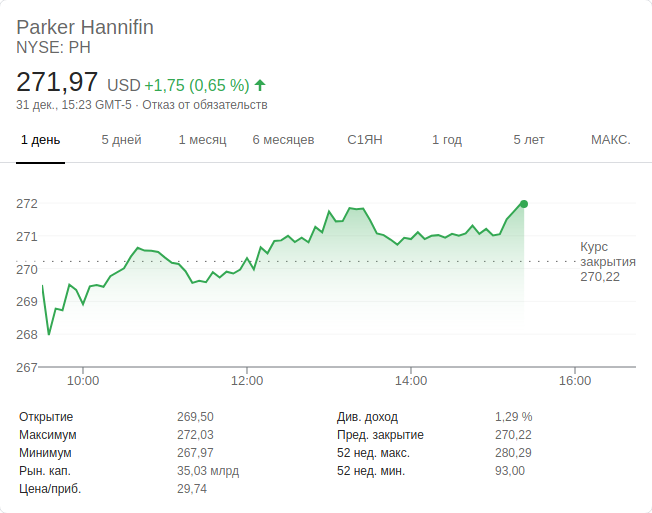 Parker Hannifin
NYSE: PH
271,97 USD +1,75 (0,65 %)
31 дек., 15:23 GMT-5 · Отказ от обязательств
1 день 5 дней 1 месяц 6 месяцев С1ЯН 1 год 5 лет МАКС.
272
271
270
269
268
267
Курс
закрытия
270,22
10:00 12:00 14:00 16:00
Открытие 269,50
Максимум 272,03
Минимум 267,97
Рын. кап. 35,03 млрд
Цена/приб. 29,74
Див. доход 1,29 %
Пред. закрытие 270,22
52 нед. макс. 280,29
52 нед. мин. 93,00